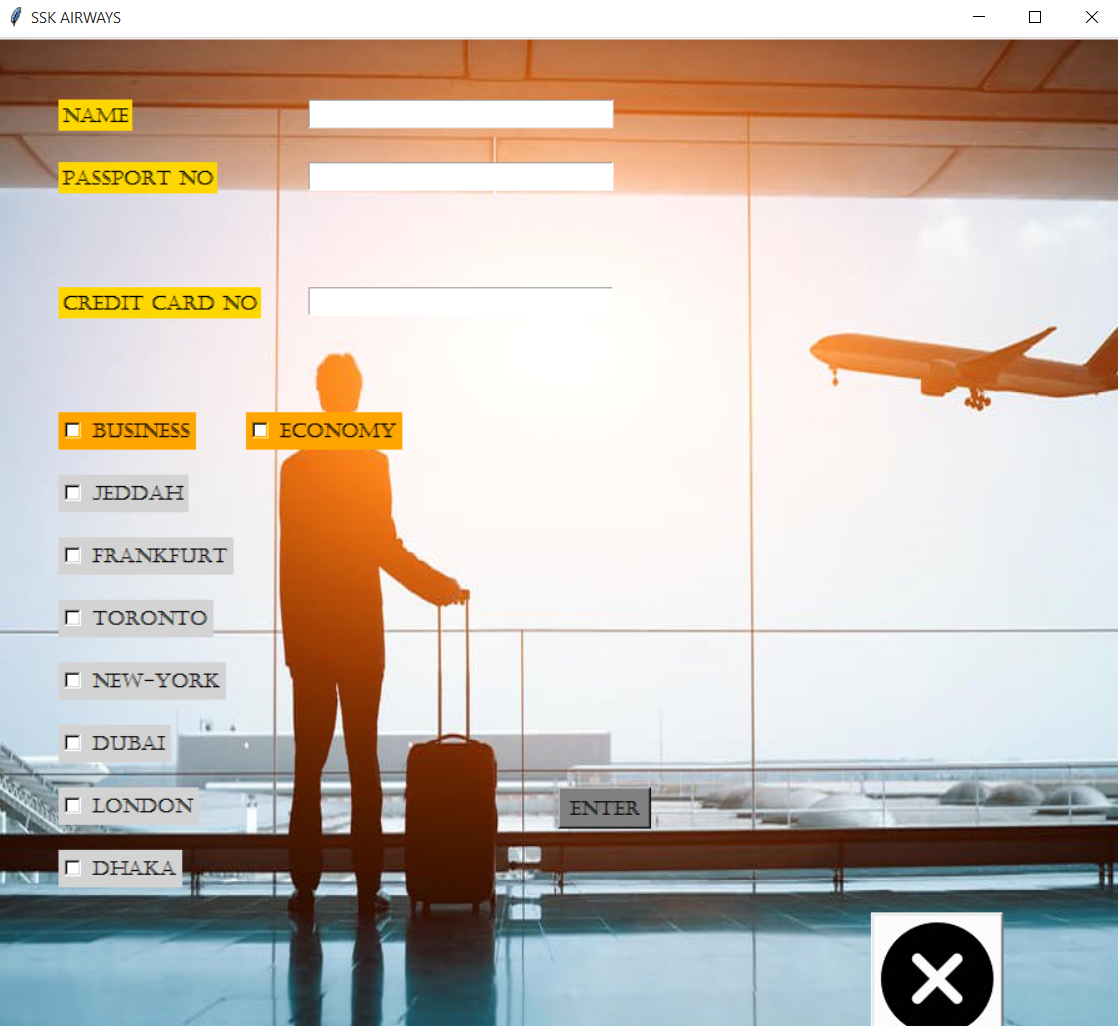 SSK AIRWAYS
NAME
PASSPORT NO
CREDIT CARD NO
BUSINESS ECONOMY
JEDDAH
FRANKFURT
TORONTO
NEW-YORK
DUBAI
LONDON
ENTER
DHAKA